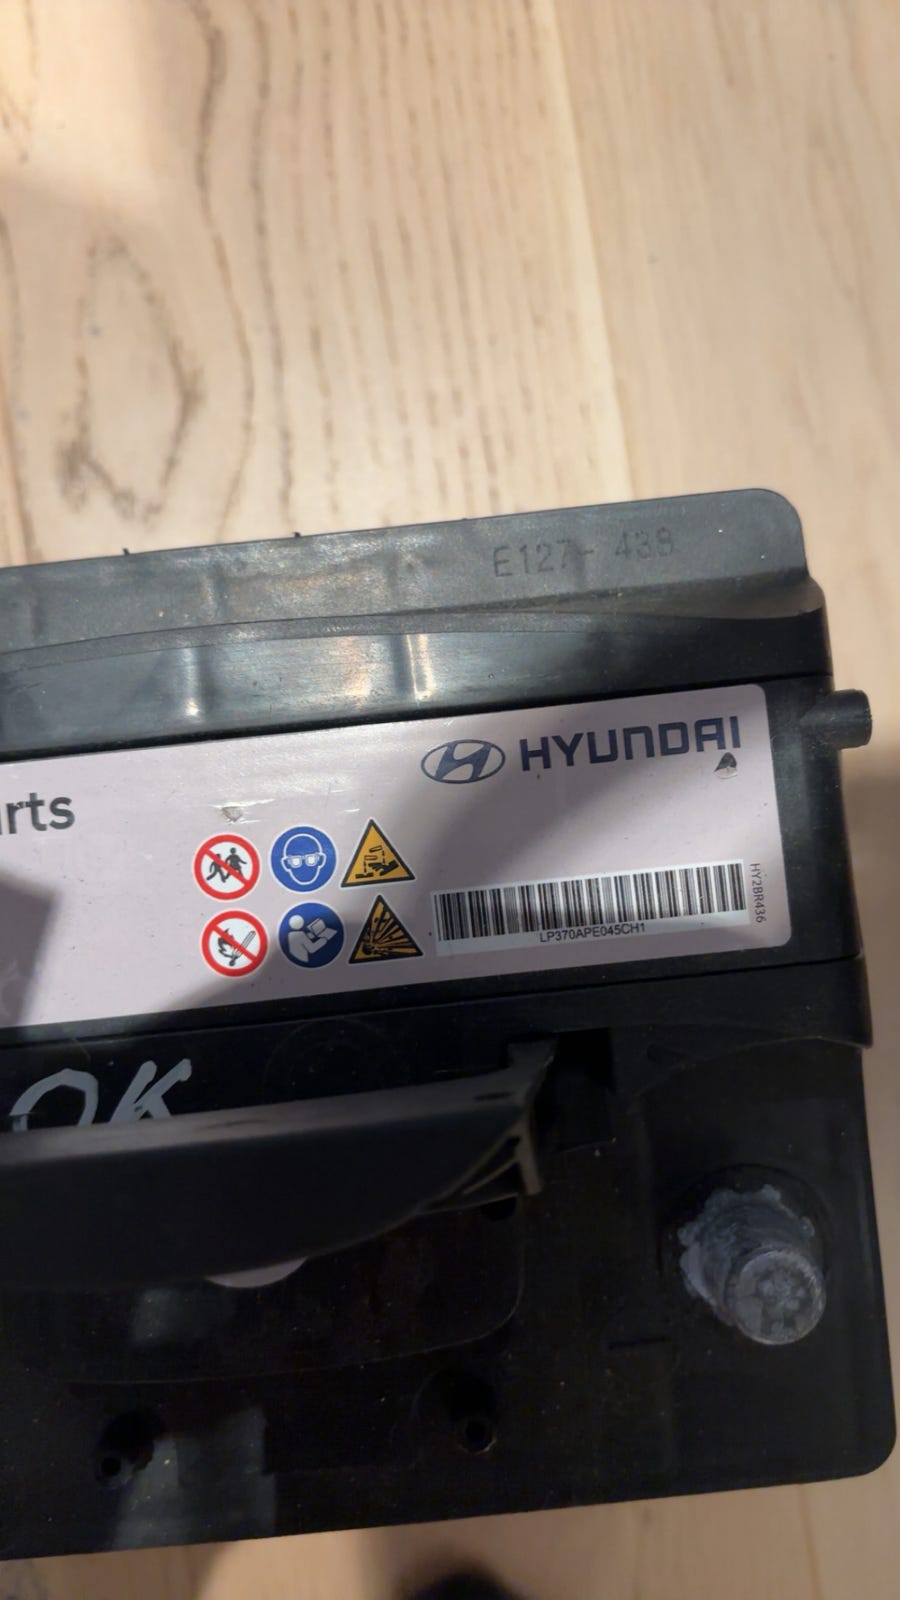 E127- 438
HYUNDAI
rts
LP370APE045CH1
HY2BR436
OK